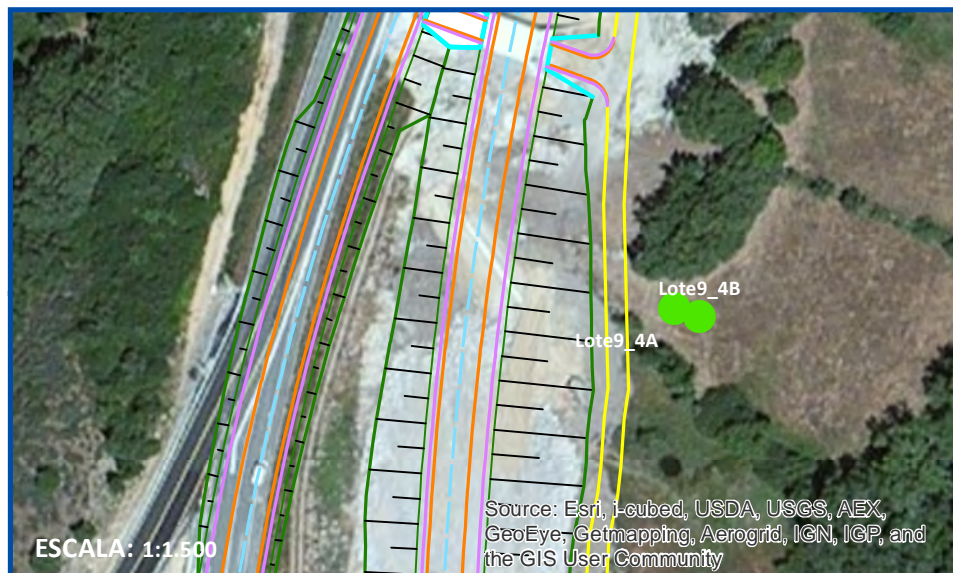 Lote9_4B
Lote9_4A
Source: Esri, i-cubed, USDA, USGS, AEX,
GeoEye, Getmapping, Aerogrid, IGN, IGP, and
the GIS User Community
ESCALA: 1:1.500